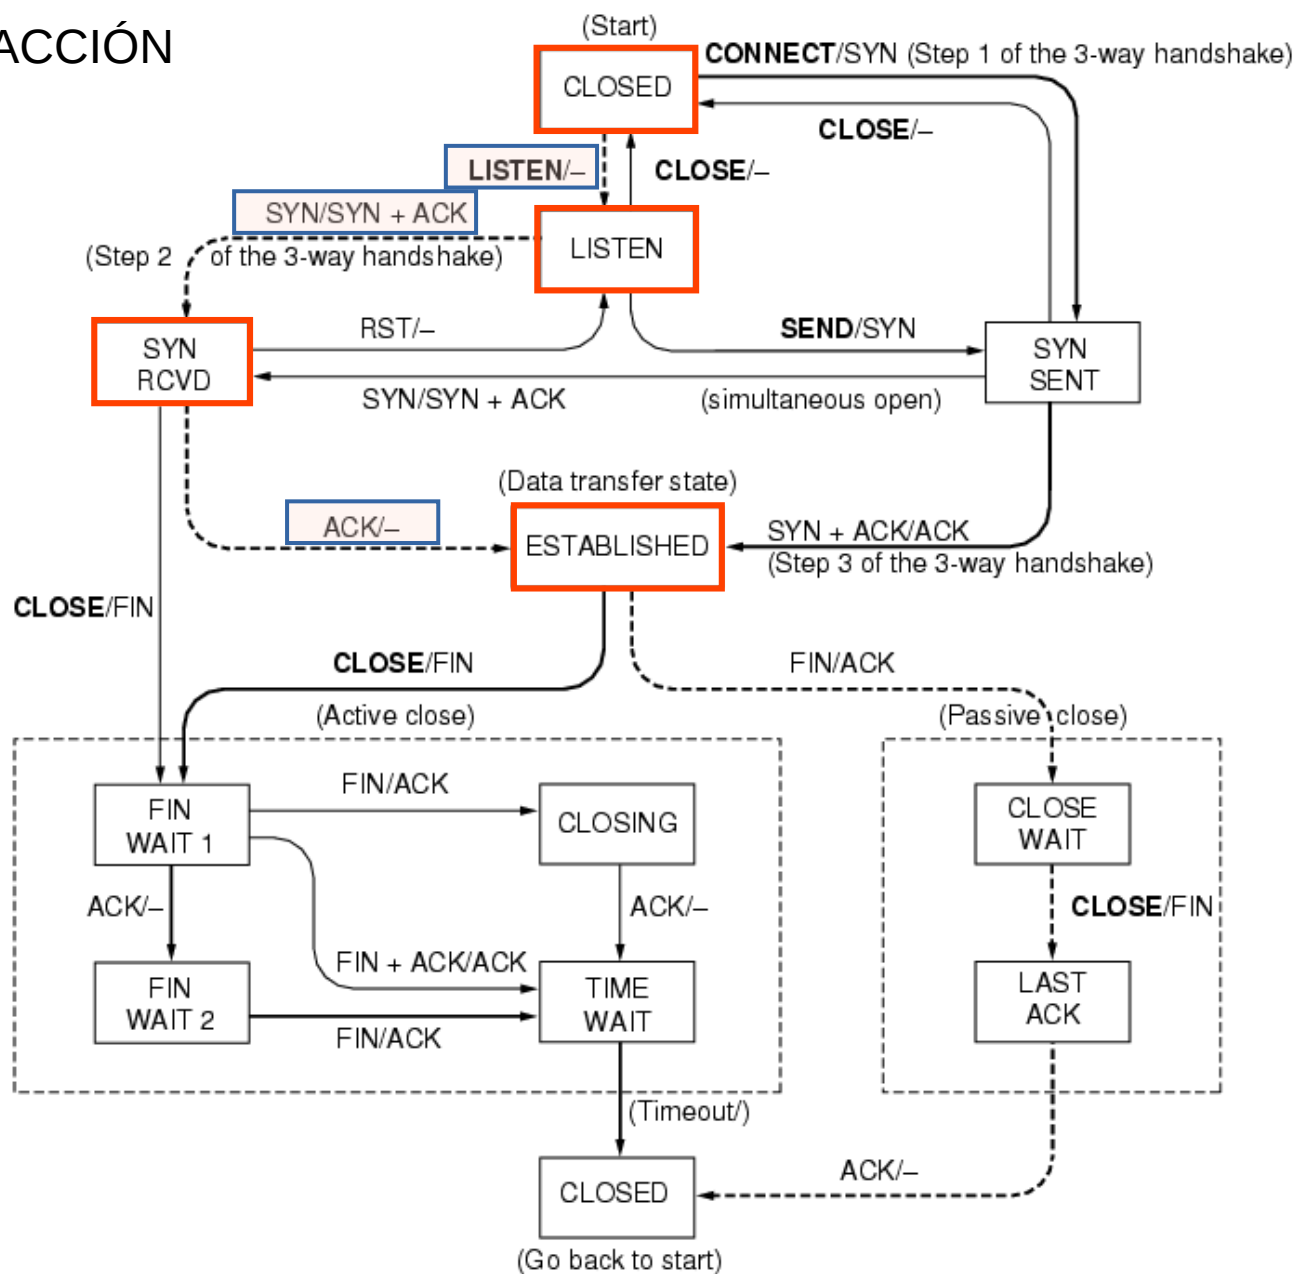 ACCIÓN
(Start)
CLOSED
CONNECT/SYN (Step 1 of the 3-way handshake)
CLOSE/–
LISTEN/–
CLOSE/–
SYN/SYN + ACK
(Step 2 of the 3-way handshake)
LISTEN
RST/–
SEND/SYN
SYN
RCVD
SYN
SENT
SYN/SYN + ACK
(simultaneous open)
(Data transfer state)
ACK/–
ESTABLISHED
SYN + ACK/ACK
(Step 3 of the 3-way handshake)
CLOSE/FIN
CLOSE/FIN
FIN/ACK
(Active close)
(Passive close)
FIN
WAIT 1
FIN/ACK
CLOSING
CLOSE
WAIT
ACK/–
ACK/–
CLOSE/FIN
FIN + ACK/ACK
FIN
WAIT 2
FIN/ACK
TIME
WAIT
LAST
ACK
(Timeout/)
CLOSED
ACK/–
(Go back to start)